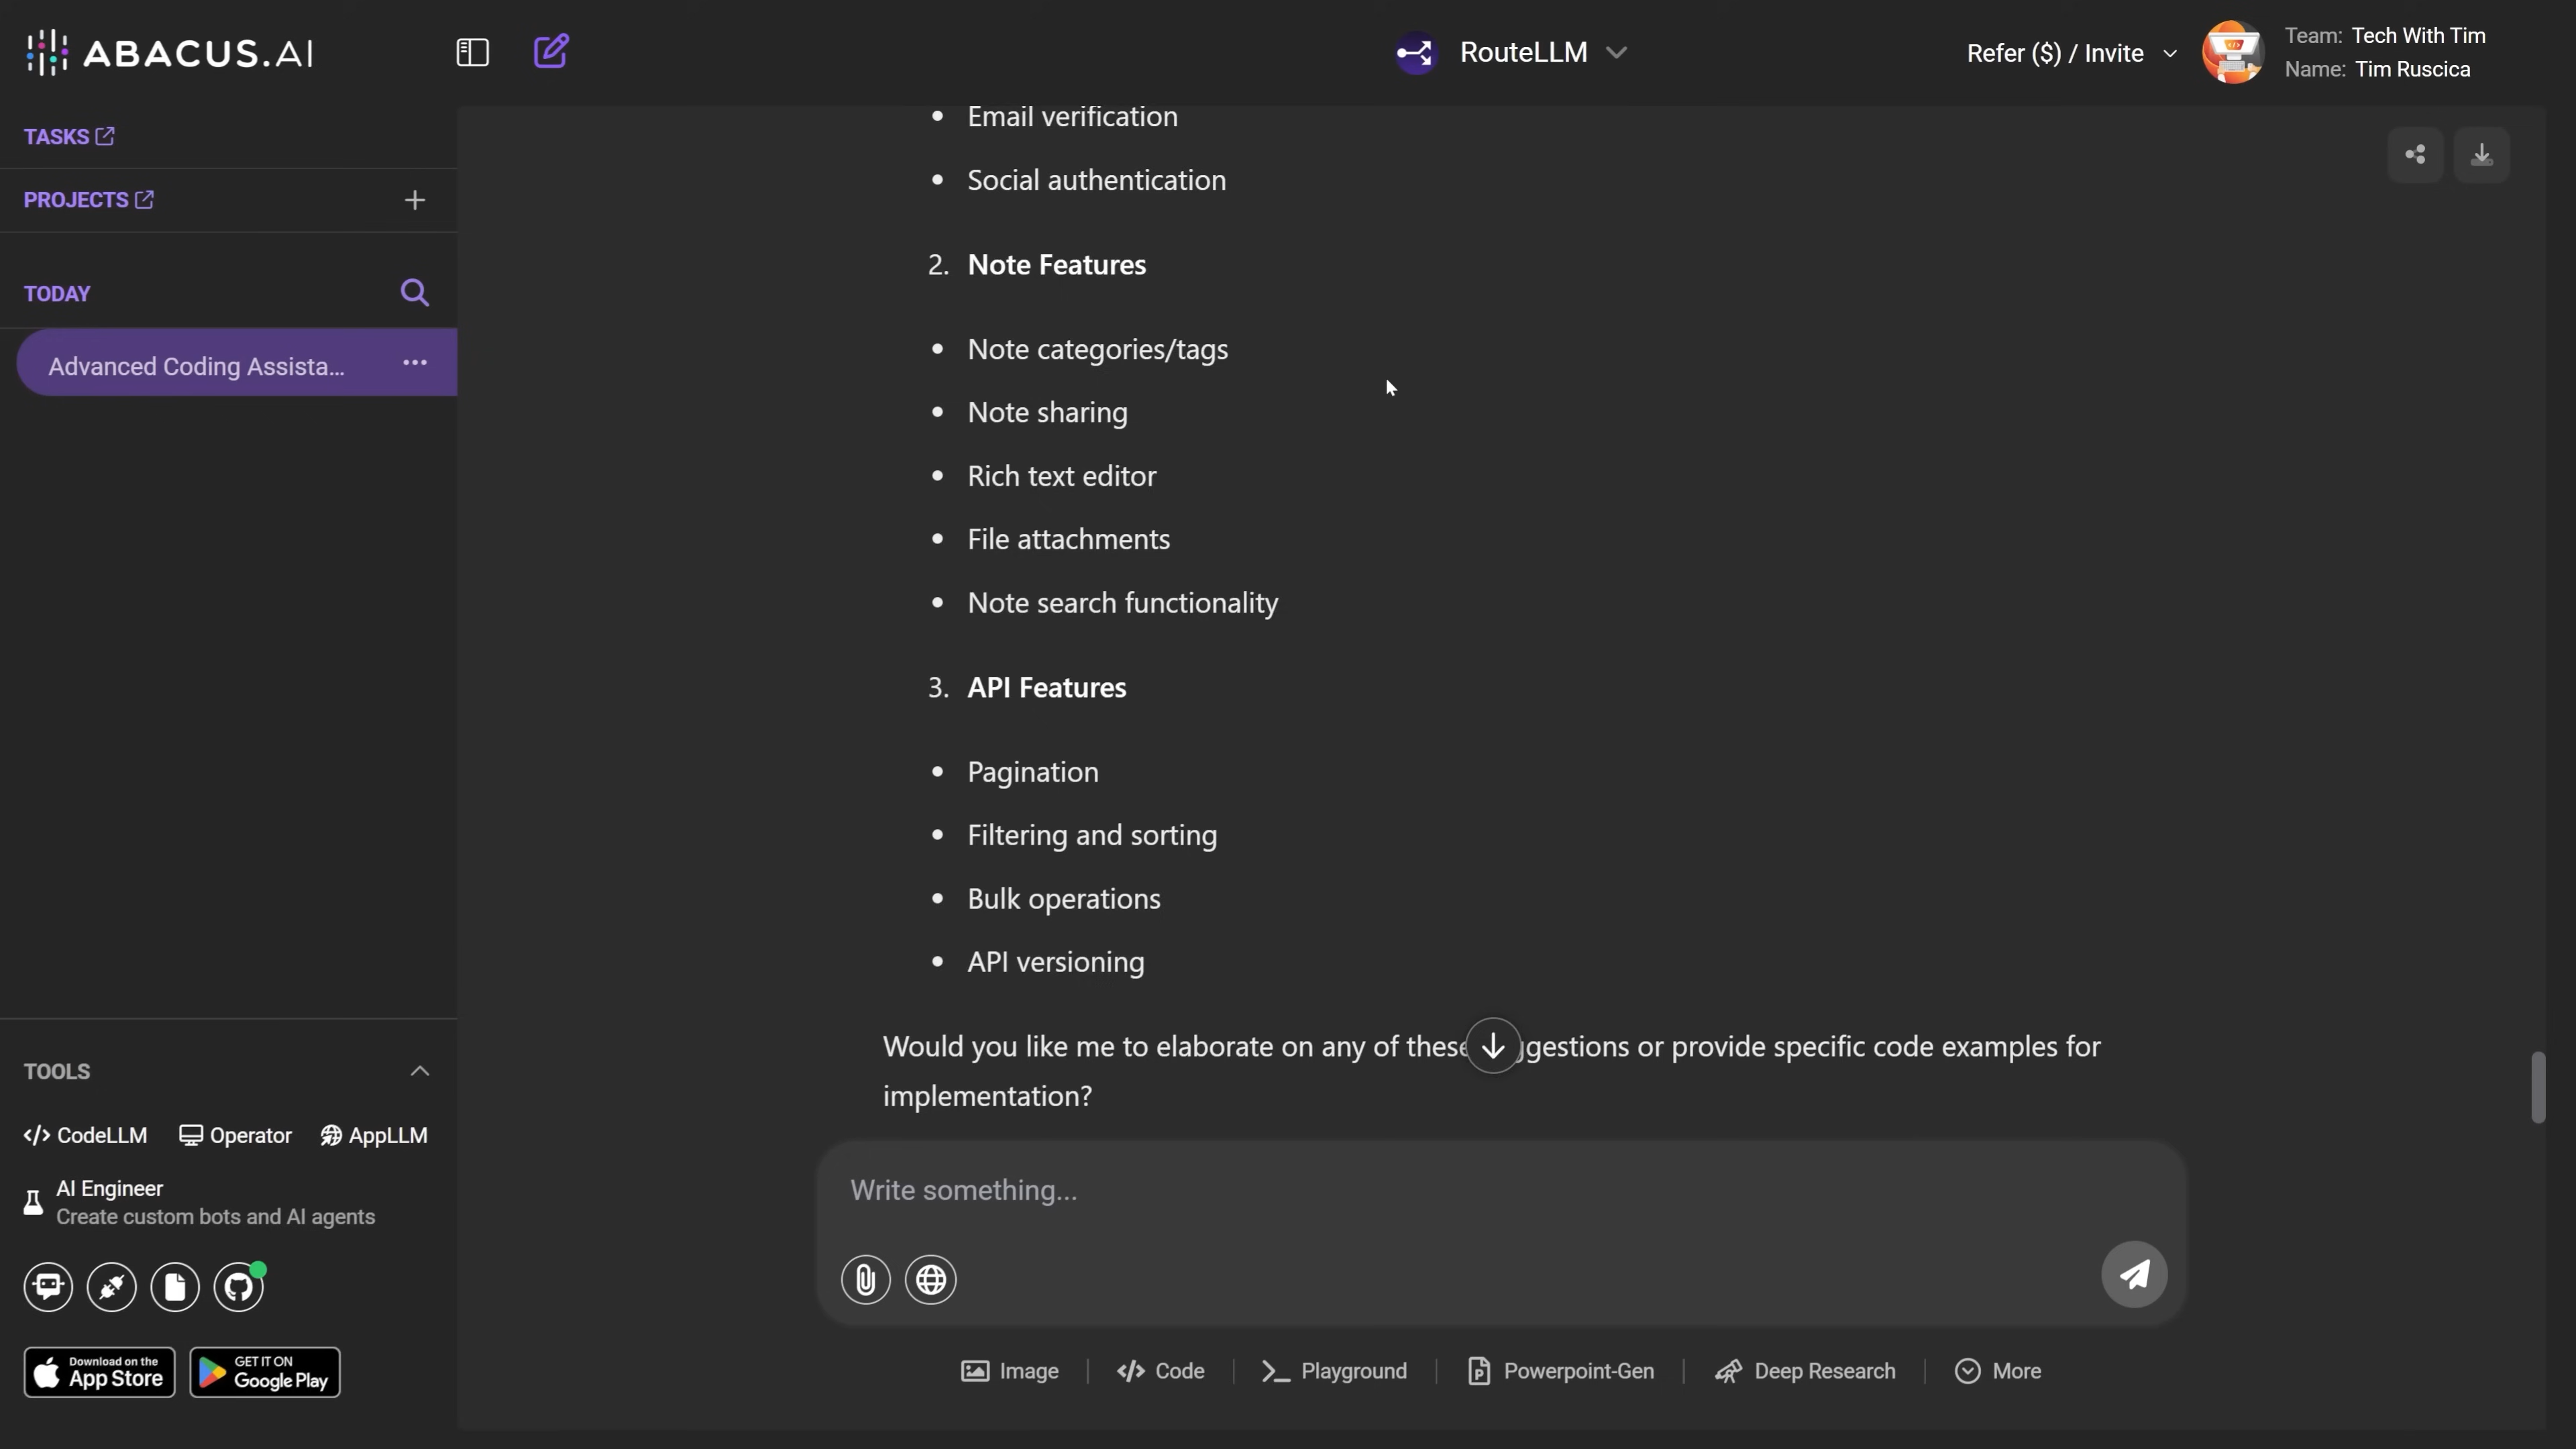 ABACUS.AI
RouteLLM
Refer ($) / Invite
Team: Tech With Tim
Name: Tim Ruscica
TASKS
PROJECTS
TODAY
Advanced Coding Assista...
• Email verification
• Social authentication
2. Note Features
• Note categories/tags
• Note sharing
• Rich text editor
• File attachments
• Note search functionality
3. API Features
• Pagination
• Filtering and sorting
• Bulk operations
• API versioning
Would you like me to elaborate on any of these ggestions or provide specific code examples for
implementation?
TOOLS
</> CodeLLM
Operator
AppLLM
AI Engineer
Create custom bots and AI agents
Download on the
App Store
GET IT ON
Google Play
Write something...
Image
</> Code
Playground
Powerpoint-Gen
Deep Research
More